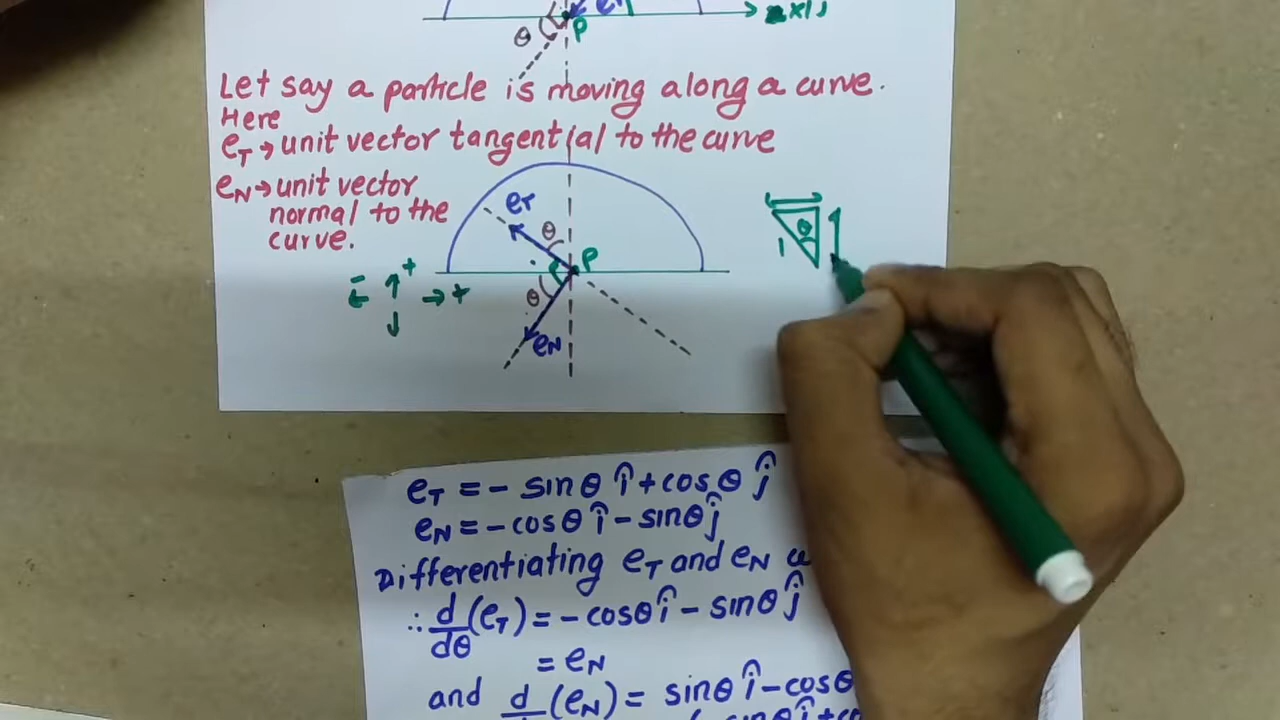 θ P
Let say a particle is moving along a curve.
Here
eT → unit vector tangential to the curve
eN → unit vector
normal to the
curve.
eT
θ
P
θ
eN
- + +
θ
1
eT = - sinθ î + cosθ ĵ
eN = - cosθ î - sinθ ĵ
Differentiating eT and eN
∴ d/dθ (eT) = - cosθ î - sinθ ĵ
= eN
and d (eN) = sinθ î - cosθ